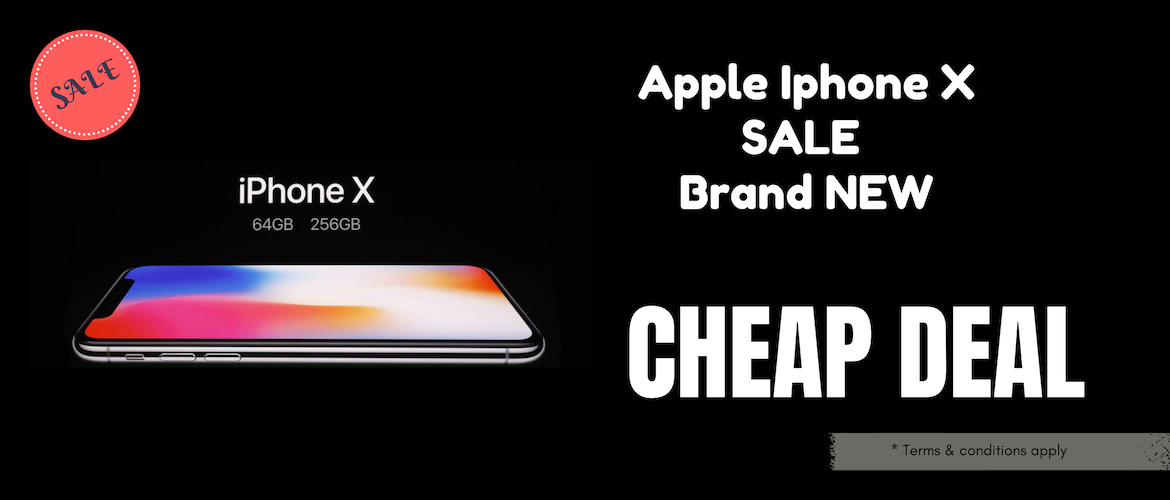 SALE
iPhone X
64GB 256GB
Apple Iphone X
SALE
Brand NEW
CHEAP DEAL
* Terms & conditions apply